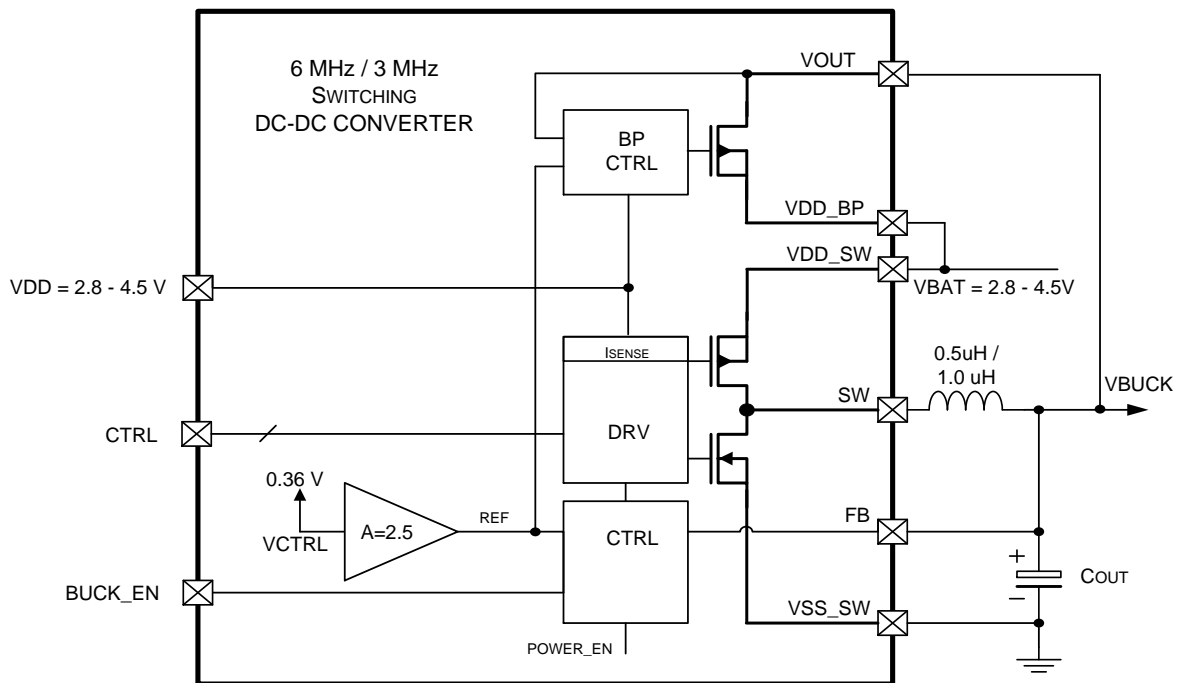 6 MHz / 3 MHz
SWITCHING
DC-DC CONVERTER
VOUT
BP
CTRL
VDD_BP
VDD_SW
VDD = 2.8 - 4.5 V
VBAT = 2.8 - 4.5V
ISENSE
0.5uH /
1.0 uH
VBUCK
SW
CTRL
DRV
0.36 V
REF
FB
A=2.5
CTRL
VCTRL
+
COUT
BUCK_EN
–
VSS_SW
POWER_EN